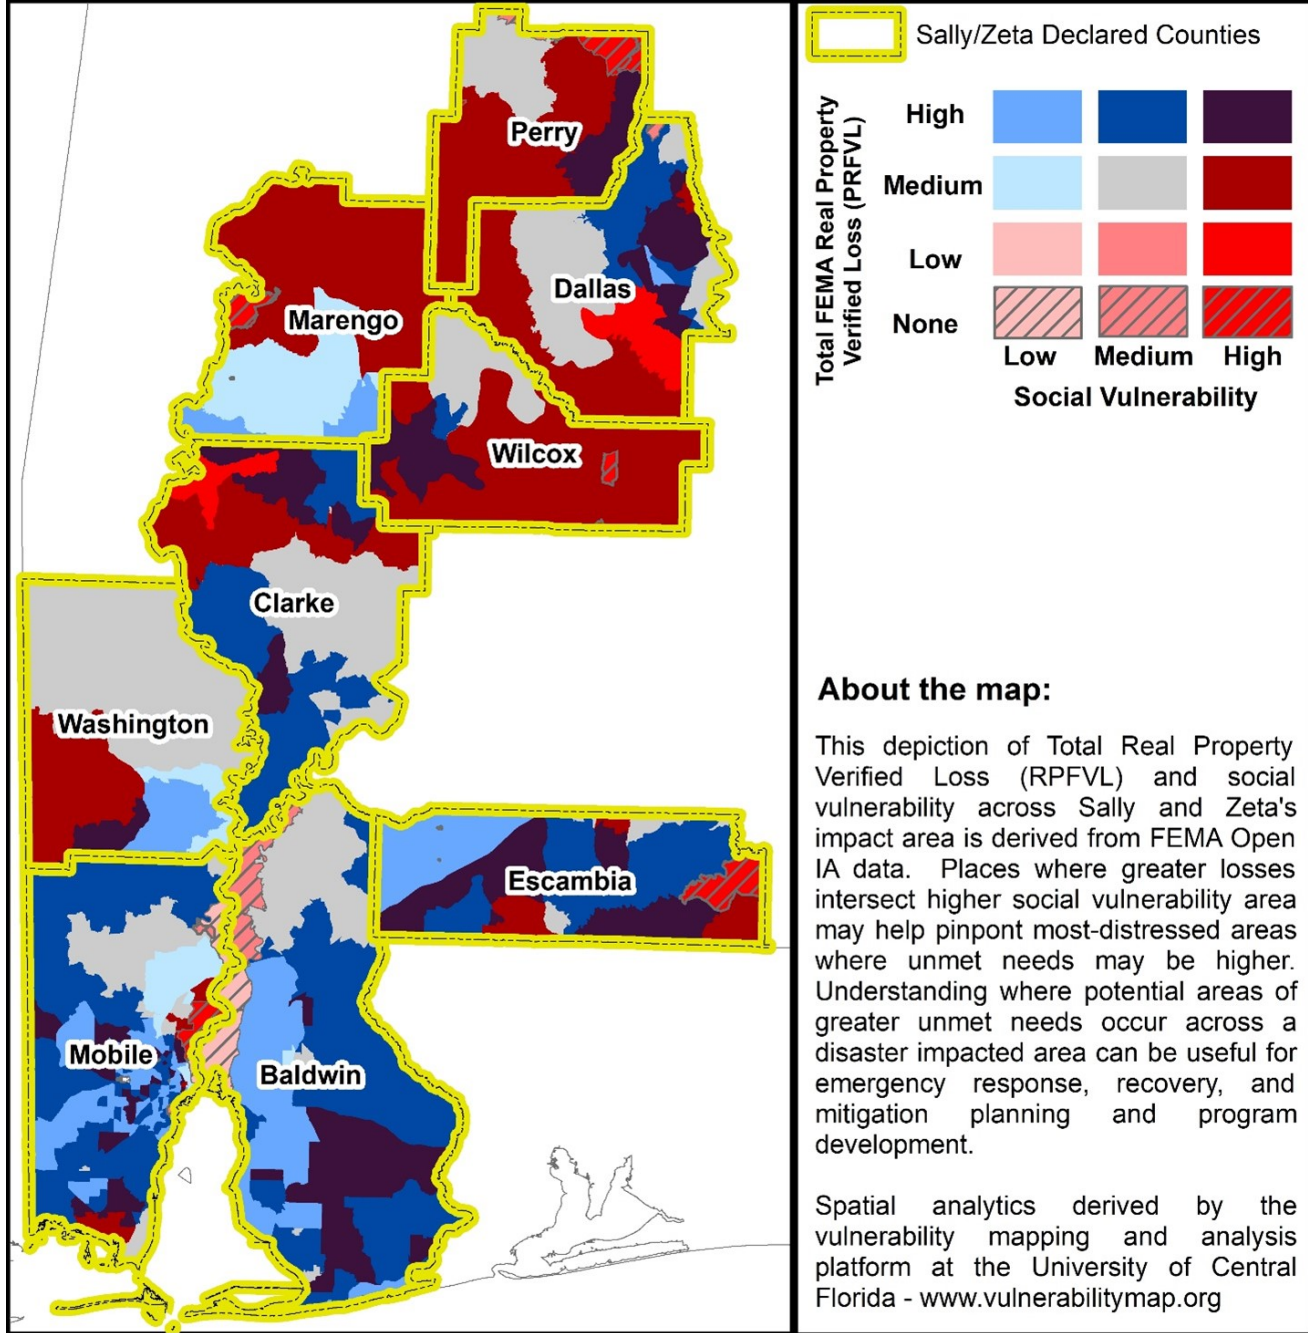 Sally/Zeta Declared Counties
Total FEMA Real Property
Verified Loss (PRFVL)
High
Medium
Low
None
Low Medium High
Social Vulnerability
Perry
Dallas
Marengo
Wilcox
Clarke
Washington
Escambia
Mobile
Baldwin
About the map:
This depiction of Total Real Property
Verified Loss (RPFVL) and social
vulnerability across Sally and Zeta's
impact area is derived from FEMA Open
IA data. Places where greater losses
intersect higher social vulnerability area
may help pinpont most-distressed areas
where unmet needs may be higher.
Understanding where potential areas of
greater unmet needs occur across a
disaster impacted area can be useful for
emergency response, recovery, and
mitigation planning and program
development.
Spatial analytics derived by the
vulnerability mapping and analysis
platform at the University of Central
Florida - www.vulnerabilitymap.org